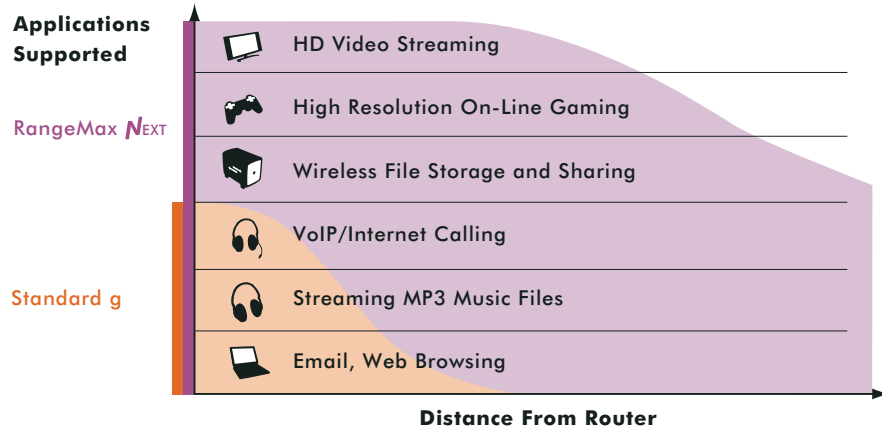 Applications
Supported
HD Video Streaming
High Resolution On-Line Gaming
RangeMax NEXT
Wireless File Storage and Sharing
VoIP/Internet Calling
Standard g
Streaming MP3 Music Files
Email, Web Browsing
Distance From Router